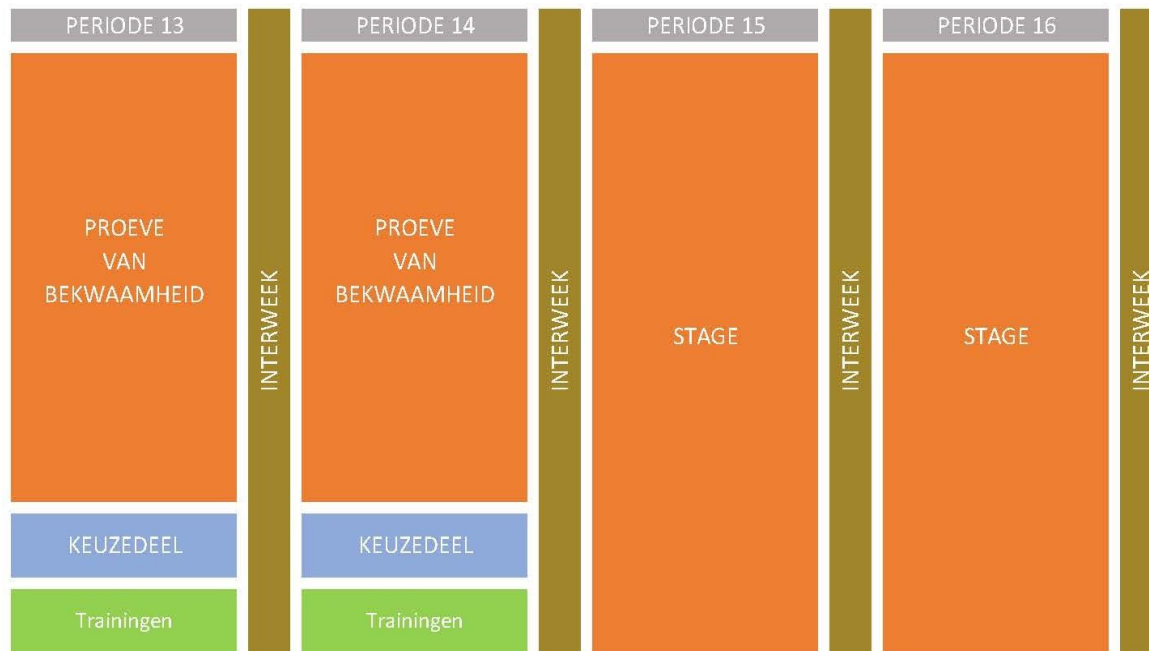 PERIODE 13
PROEVE
VAN
BEKWAAMHEID
KEUZEDEEL
Trainingen
INTERWEEK
PERIODE 14
PROEVE
VAN
BEKWAAMHEID
KEUZEDEEL
Trainingen
INTERWEEK
PERIODE 15
STAGE
INTERWEEK
PERIODE 16
STAGE
INTERWEEK